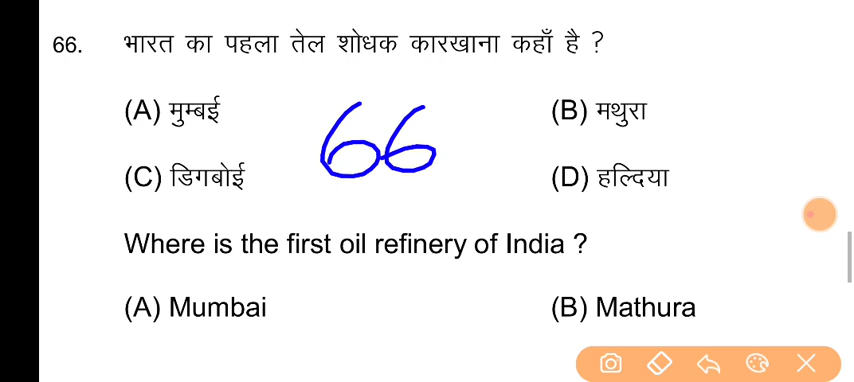 66. भारत का पहला तेल शोधक कारखाना कहाँ है ?
(A) मुम्बई (B) मथुरा
66
(C) डिगबोई (D) हल्दिया
Where is the first oil refinery of India ?
(A) Mumbai (B) Mathura